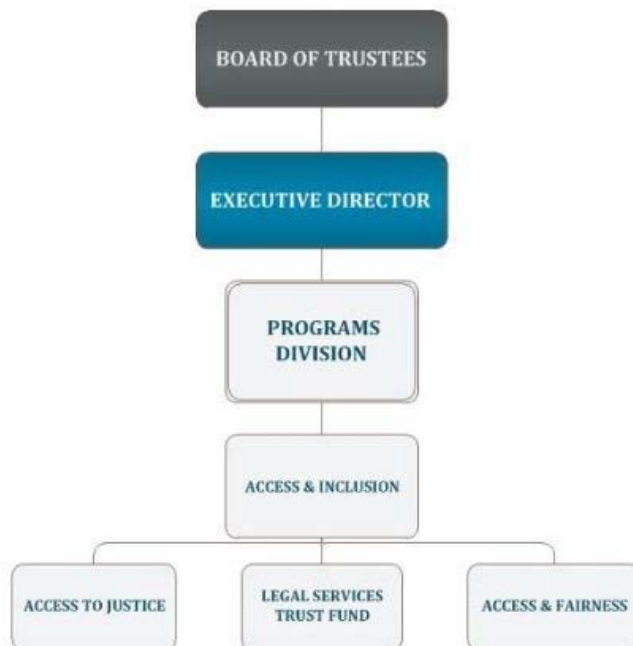 BOARD OF TRUSTEES
EXECUTIVE DIRECTOR
PROGRAMS
DIVISION
ACCESS & INCLUSION
ACCESS TO JUSTICE
LEGAL SERVICES
TRUST FUND
ACCESS & FAIRNESS